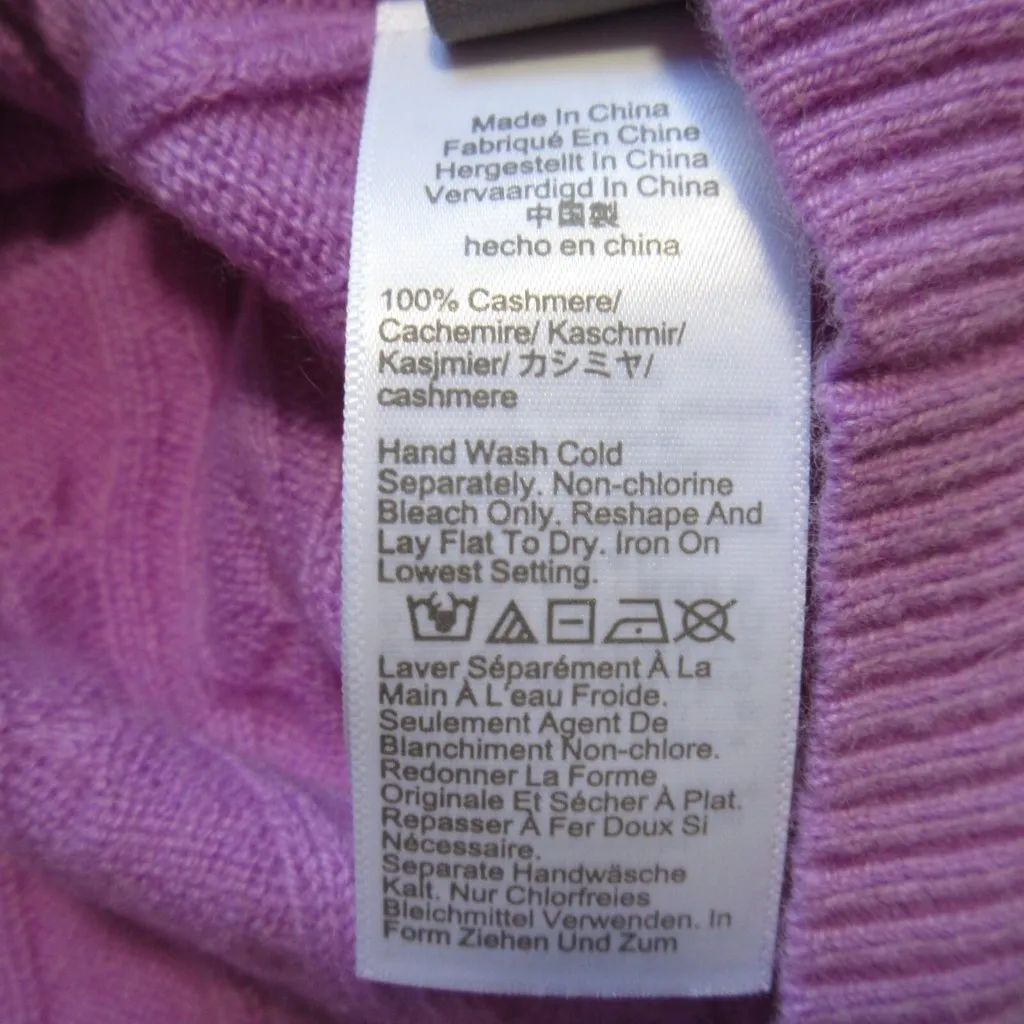 Made In China
Fabriqué En Chine
Hergestellt In China
Vervaardigd In China
中国製
hecho en china
100% Cashmere/
Cachemire/ Kaschmir/
Kasjmier/ カシミヤ/
cashmere
Hand Wash Cold
Separately. Non-chlorine
Bleach Only. Reshape And
Lay Flat To Dry. Iron On
Lowest Setting.
Laver Séparément À La
Main À L'eau Froide.
Seulement Agent De
Blanchiment Non-chlore.
Redonner La Forme
Originale Et Sécher À Plat.
Repasser À Fer Doux Si
Nécessaire.
Separate Handwäsche
Kalt. Nur Chlorfreies
Bleichmittel Verwenden. In
Form Ziehen Und Zum